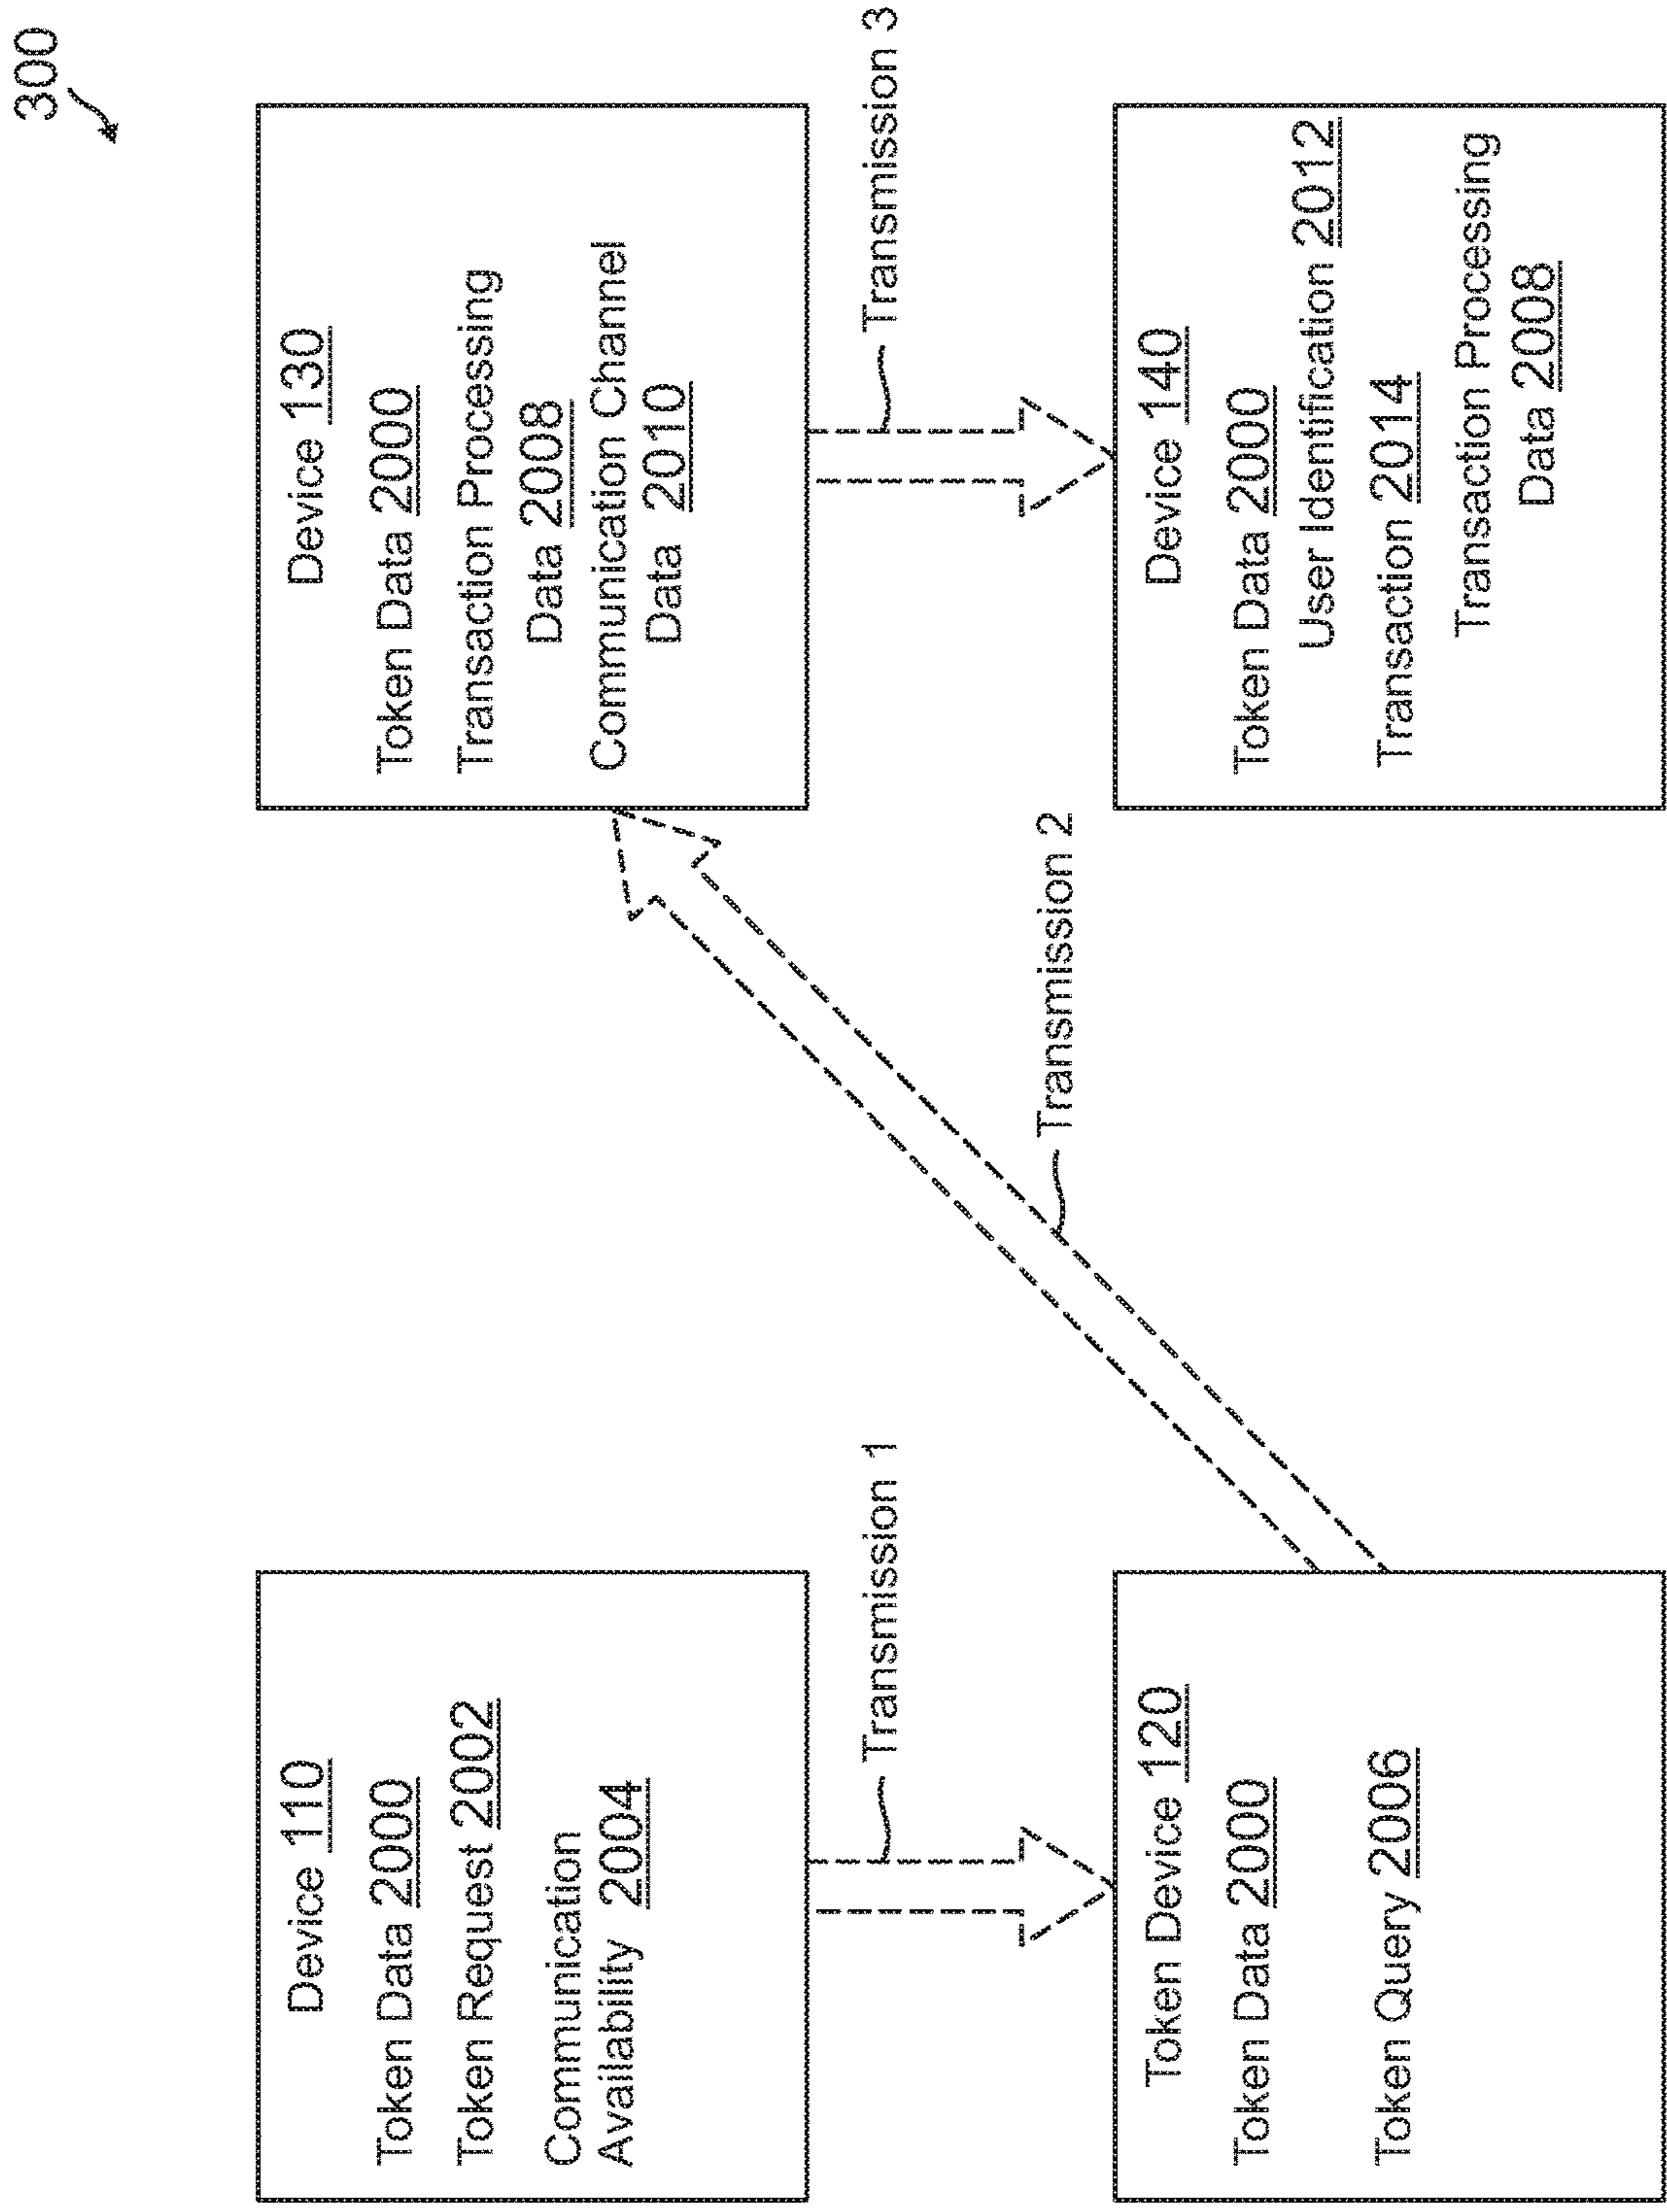 300
Device 110
Token Data 2000
Token Request 2002
Communication
Availability 2004
Transmission 1
Token Device 120
Token Data 2000
Token Query 2006
Transmission 2
Device 130
Token Data 2000
Transaction Processing
Data 2008
Communication Channel
Data 2010
Transmission 3
Device 140
Token Data 2000
User Identification 2012
Transaction 2014
Transaction Processing
Data 2008